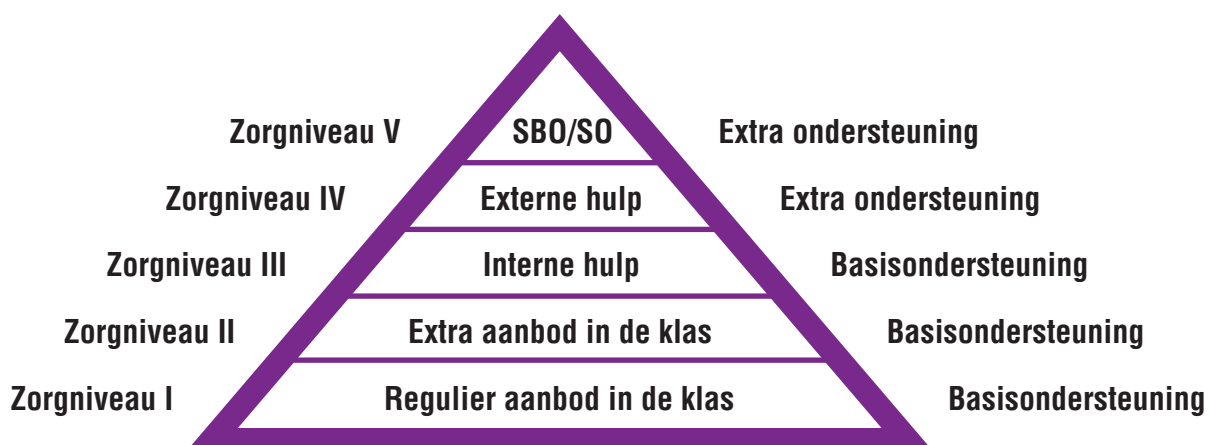 Zorgniveau V SBO/SO Extra ondersteuning
Zorgniveau IV Externe hulp Extra ondersteuning
Zorgniveau III Interne hulp Basisondersteuning
Zorgniveau II Extra aanbod in de klas Basisondersteuning
Zorgniveau I Regulier aanbod in de klas Basisondersteuning